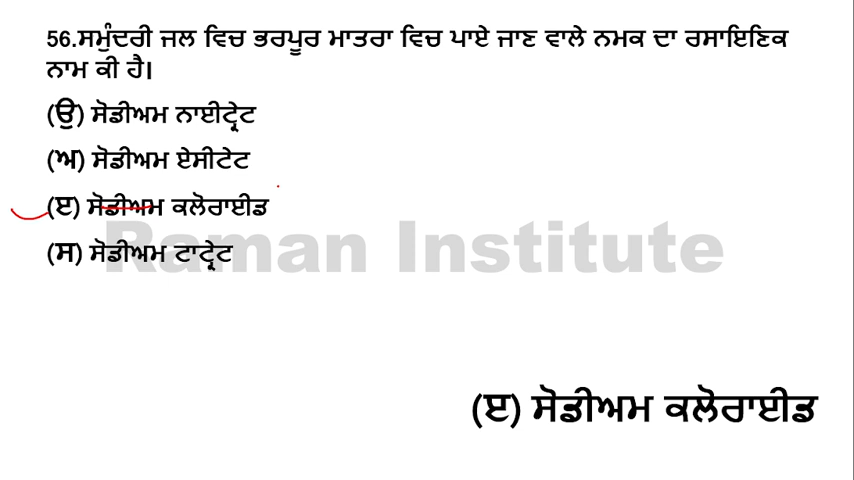 56.ਸਮੁੰਦਰੀ ਜਲ ਵਿਚ ਭਰਪੂਰ ਮਾਤਰਾ ਵਿਚ ਪਾਏ ਜਾਣ ਵਾਲੇ ਨਮਕ ਦਾ ਰਸਾਇਣਿਕ
ਨਾਮ ਕੀ ਹੈ।
(ਉ) ਸੋਡੀਅਮ ਨਾਈਟ੍ਰੇਟ
(ਅ) ਸੋਡੀਅਮ ਏਸੀਟੇਟ
(ੲ) ਸੋਡੀਅਮ ਕਲੋਰਾਈਡ
(ਸ) ਸੋਡੀਅਮ ਟਾਟ੍ਰੇਟ
Raman Institute
(ੲ) ਸੋਡੀਅਮ ਕਲੋਰਾਈਡ